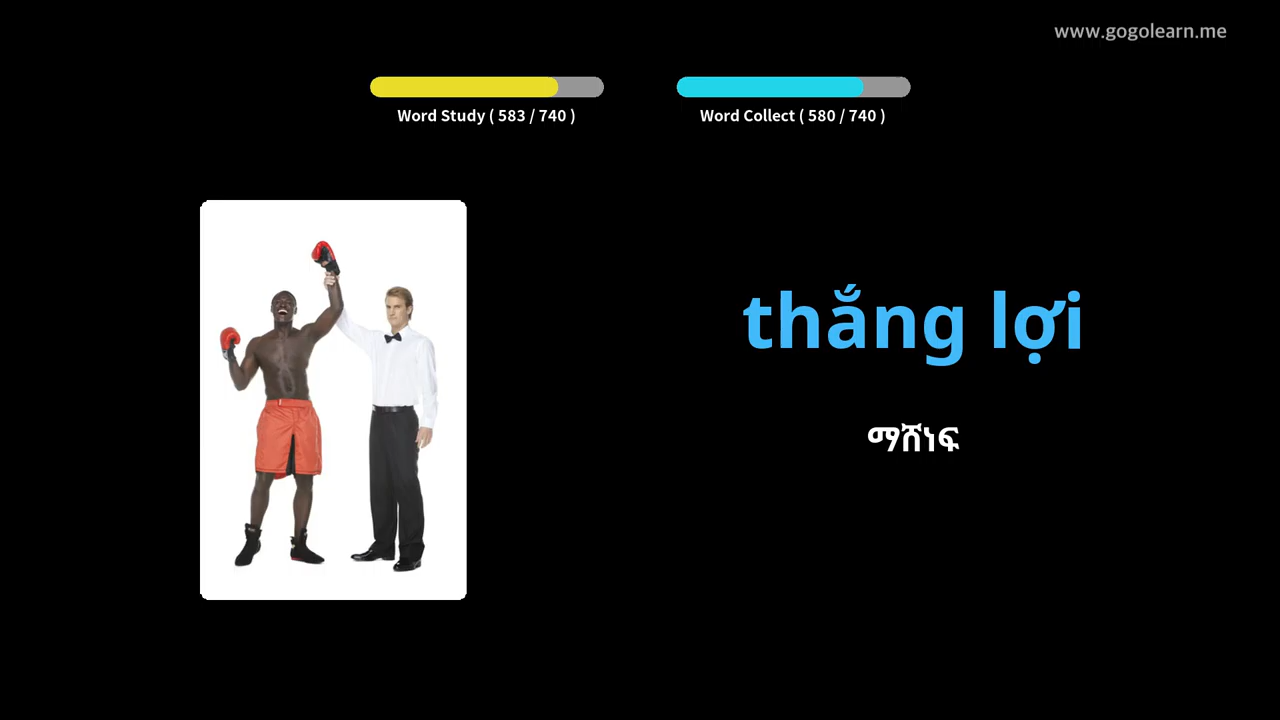 www.gogolearn.me
Word Study ( 583 / 740 )
Word Collect ( 580 / 740 )
thắng lợi
ማሸነፍ